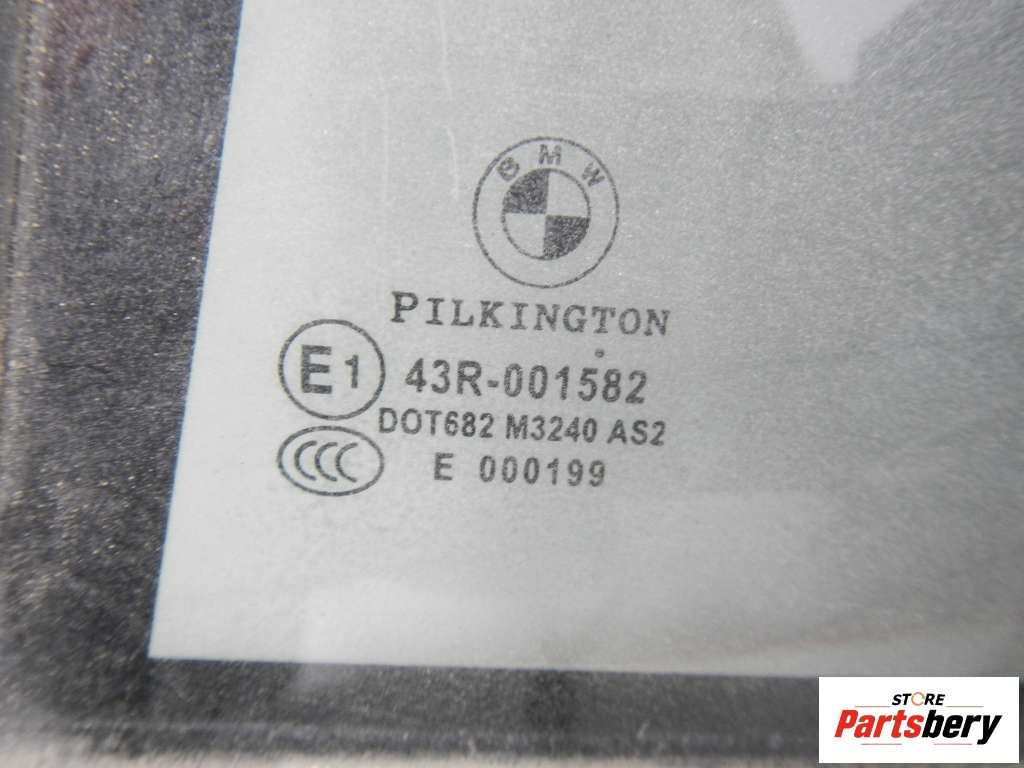 BMW
PILKINGTON
E1 43R-001582
DOT682 M3240 AS2
CCC E 000199
STORE
Partsbery